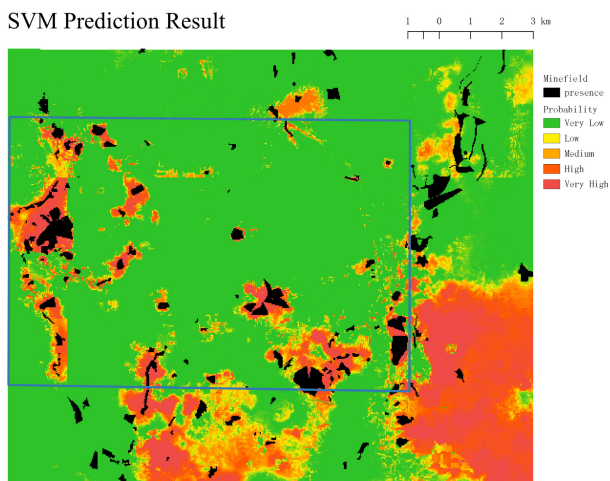 SVM Prediction Result
1 0 1 2 3 km
Minefield
presence
Probability
Very Low
Low
Medium
High
Very High